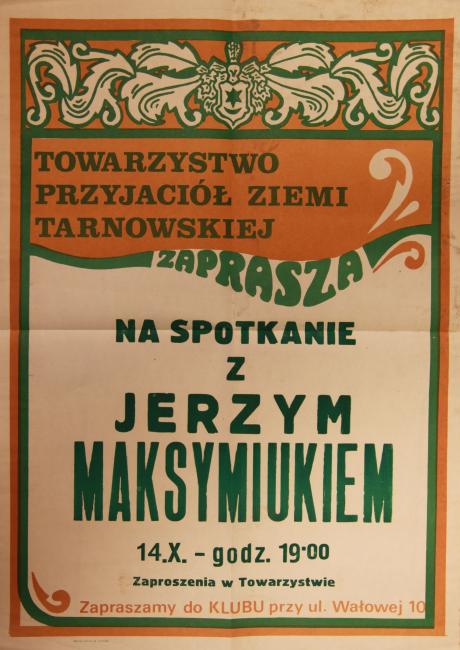 TOWARZYSTWO
PRZYJACIÓŁ ZIEMI
TARNOWSKIEJ
ZAPRASZA
NA SPOTKANIE
Z
JERZYM
MAKSYMIUKIEM
14.X. – godz. 19·00
Zaproszenia w Towarzystwie
Zapraszamy do KLUBU przy ul. Wałowej 10